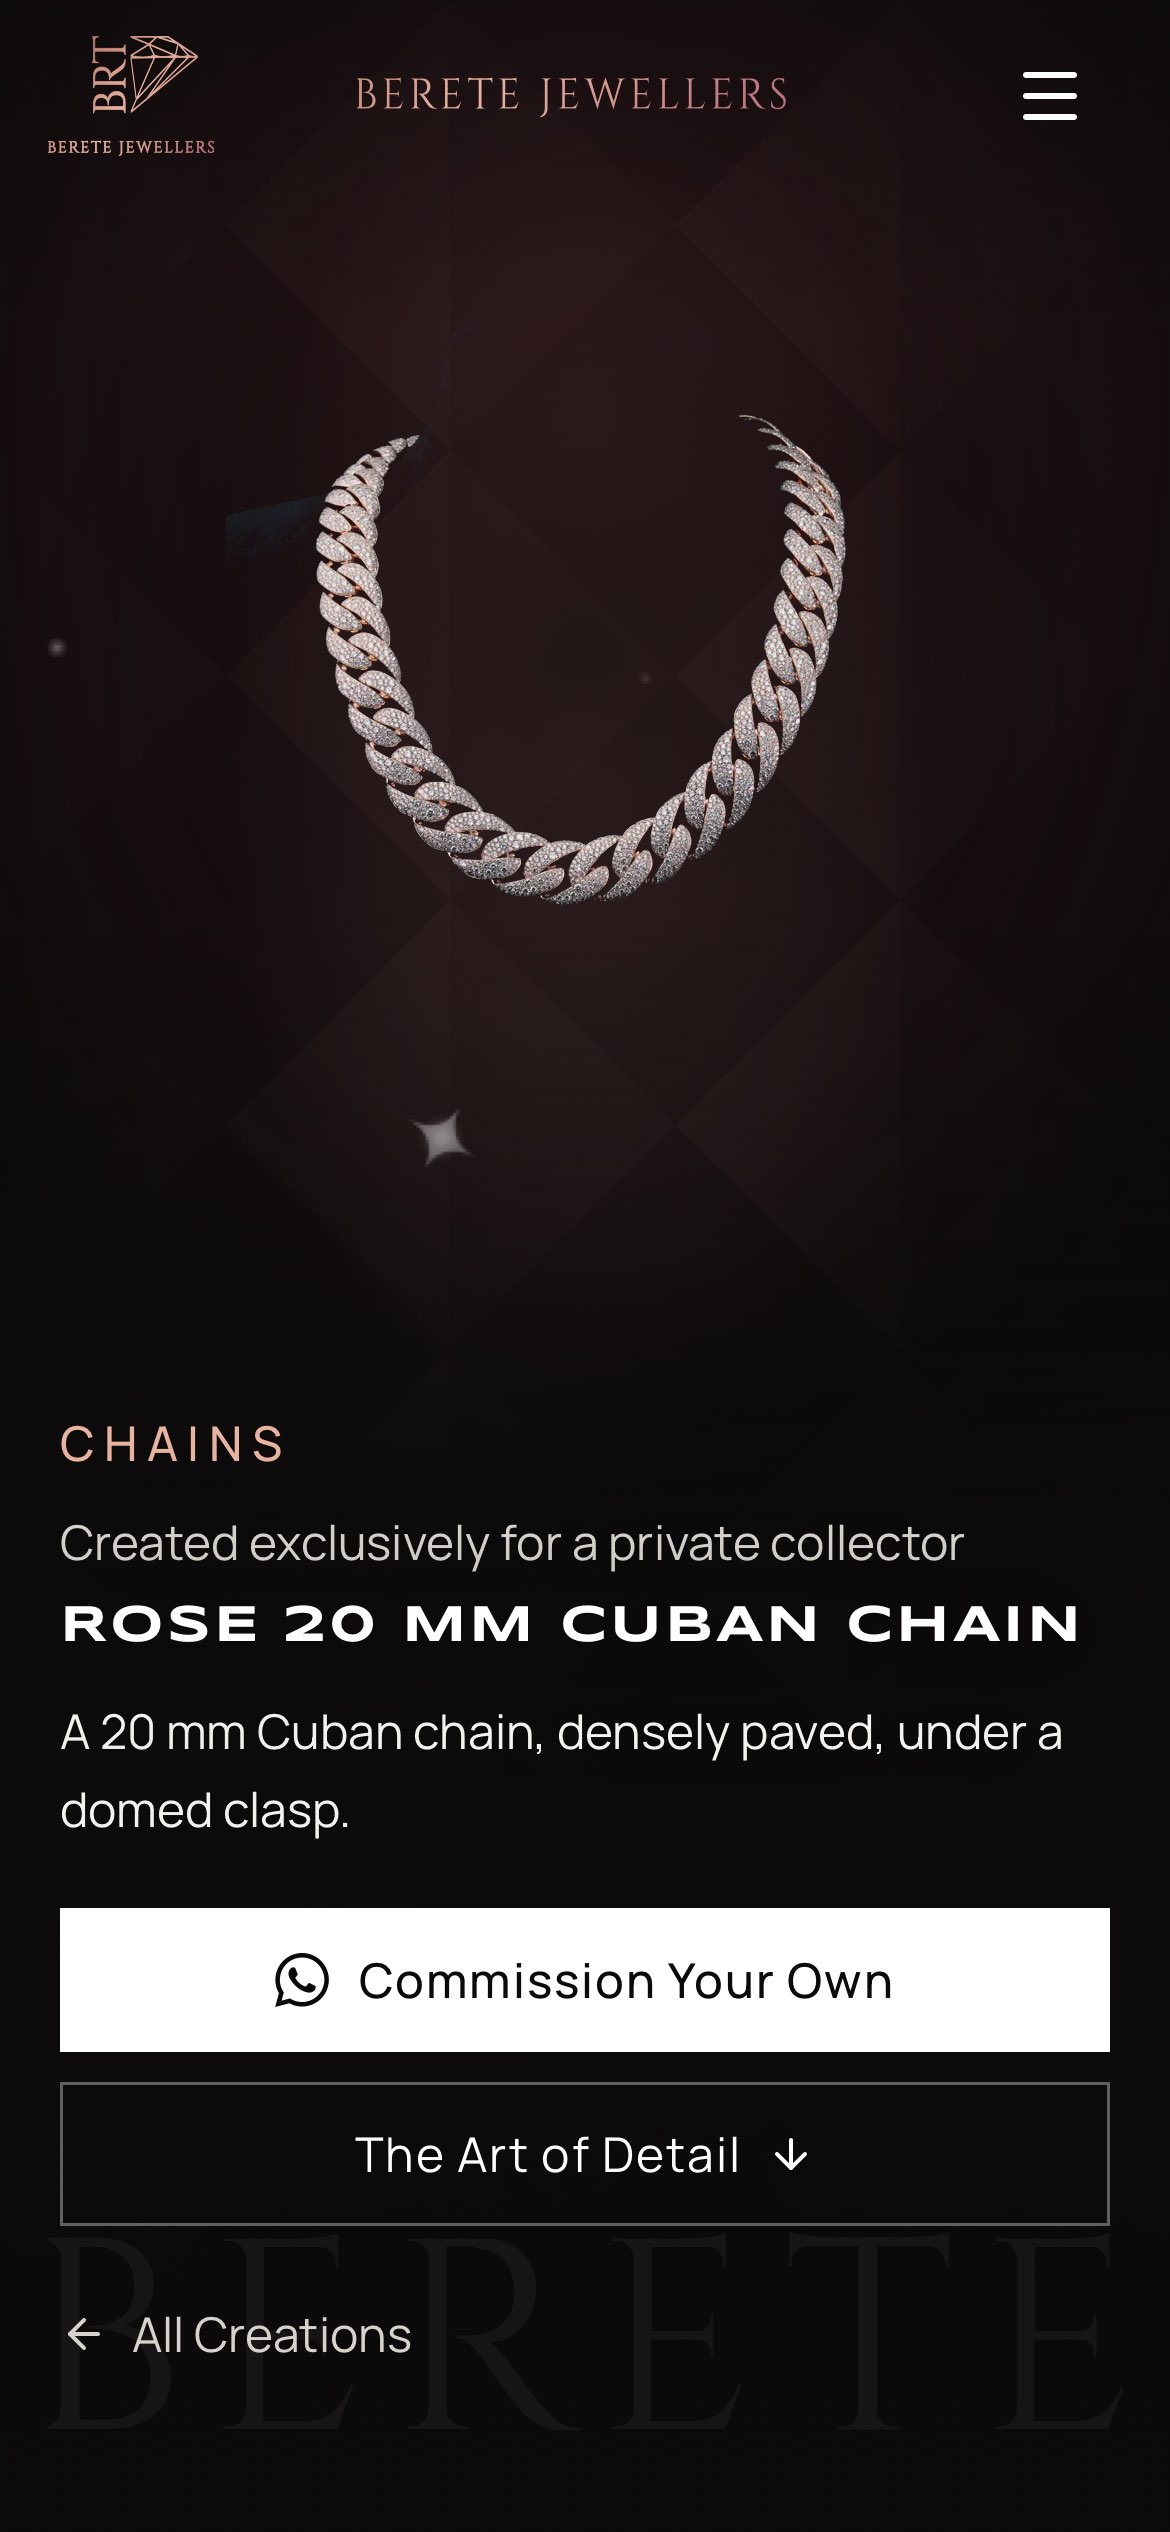 BRT
BERETE JEWELLERS
BERETE JEWELLERS
CHAINS
Created exclusively for a private collector
ROSE 20 MM CUBAN CHAIN
A 20 mm Cuban chain, densely paved, under a
domed clasp.
Commission Your Own
The Art of Detail ↓
BERETE
← All Creations